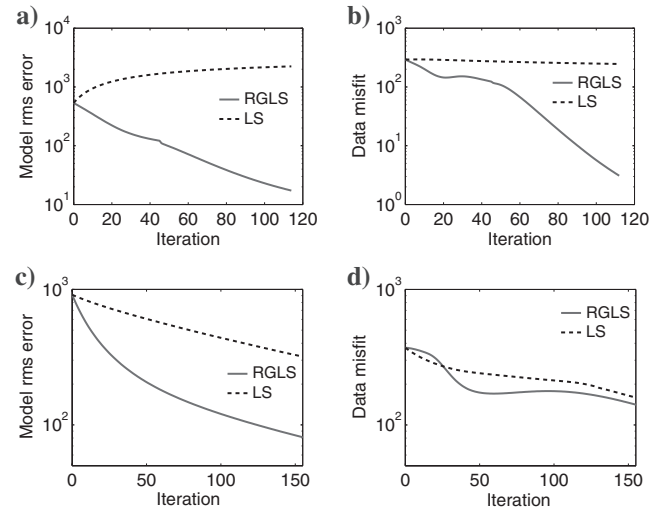 a)
10^4
10^3
10^2
10^1
Model rms error
RGLS
LS
0 20 40 60 80 100 120
Iteration
b)
10^3
10^2
10^1
10^0
Data misfit
RGLS
LS
0 20 40 60 80 100 120
Iteration
c)
10^3
10^2
Model rms error
RGLS
LS
0 50 100 150
Iteration
d)
10^3
10^2
Data misfit
RGLS
LS
0 50 100 150
Iteration